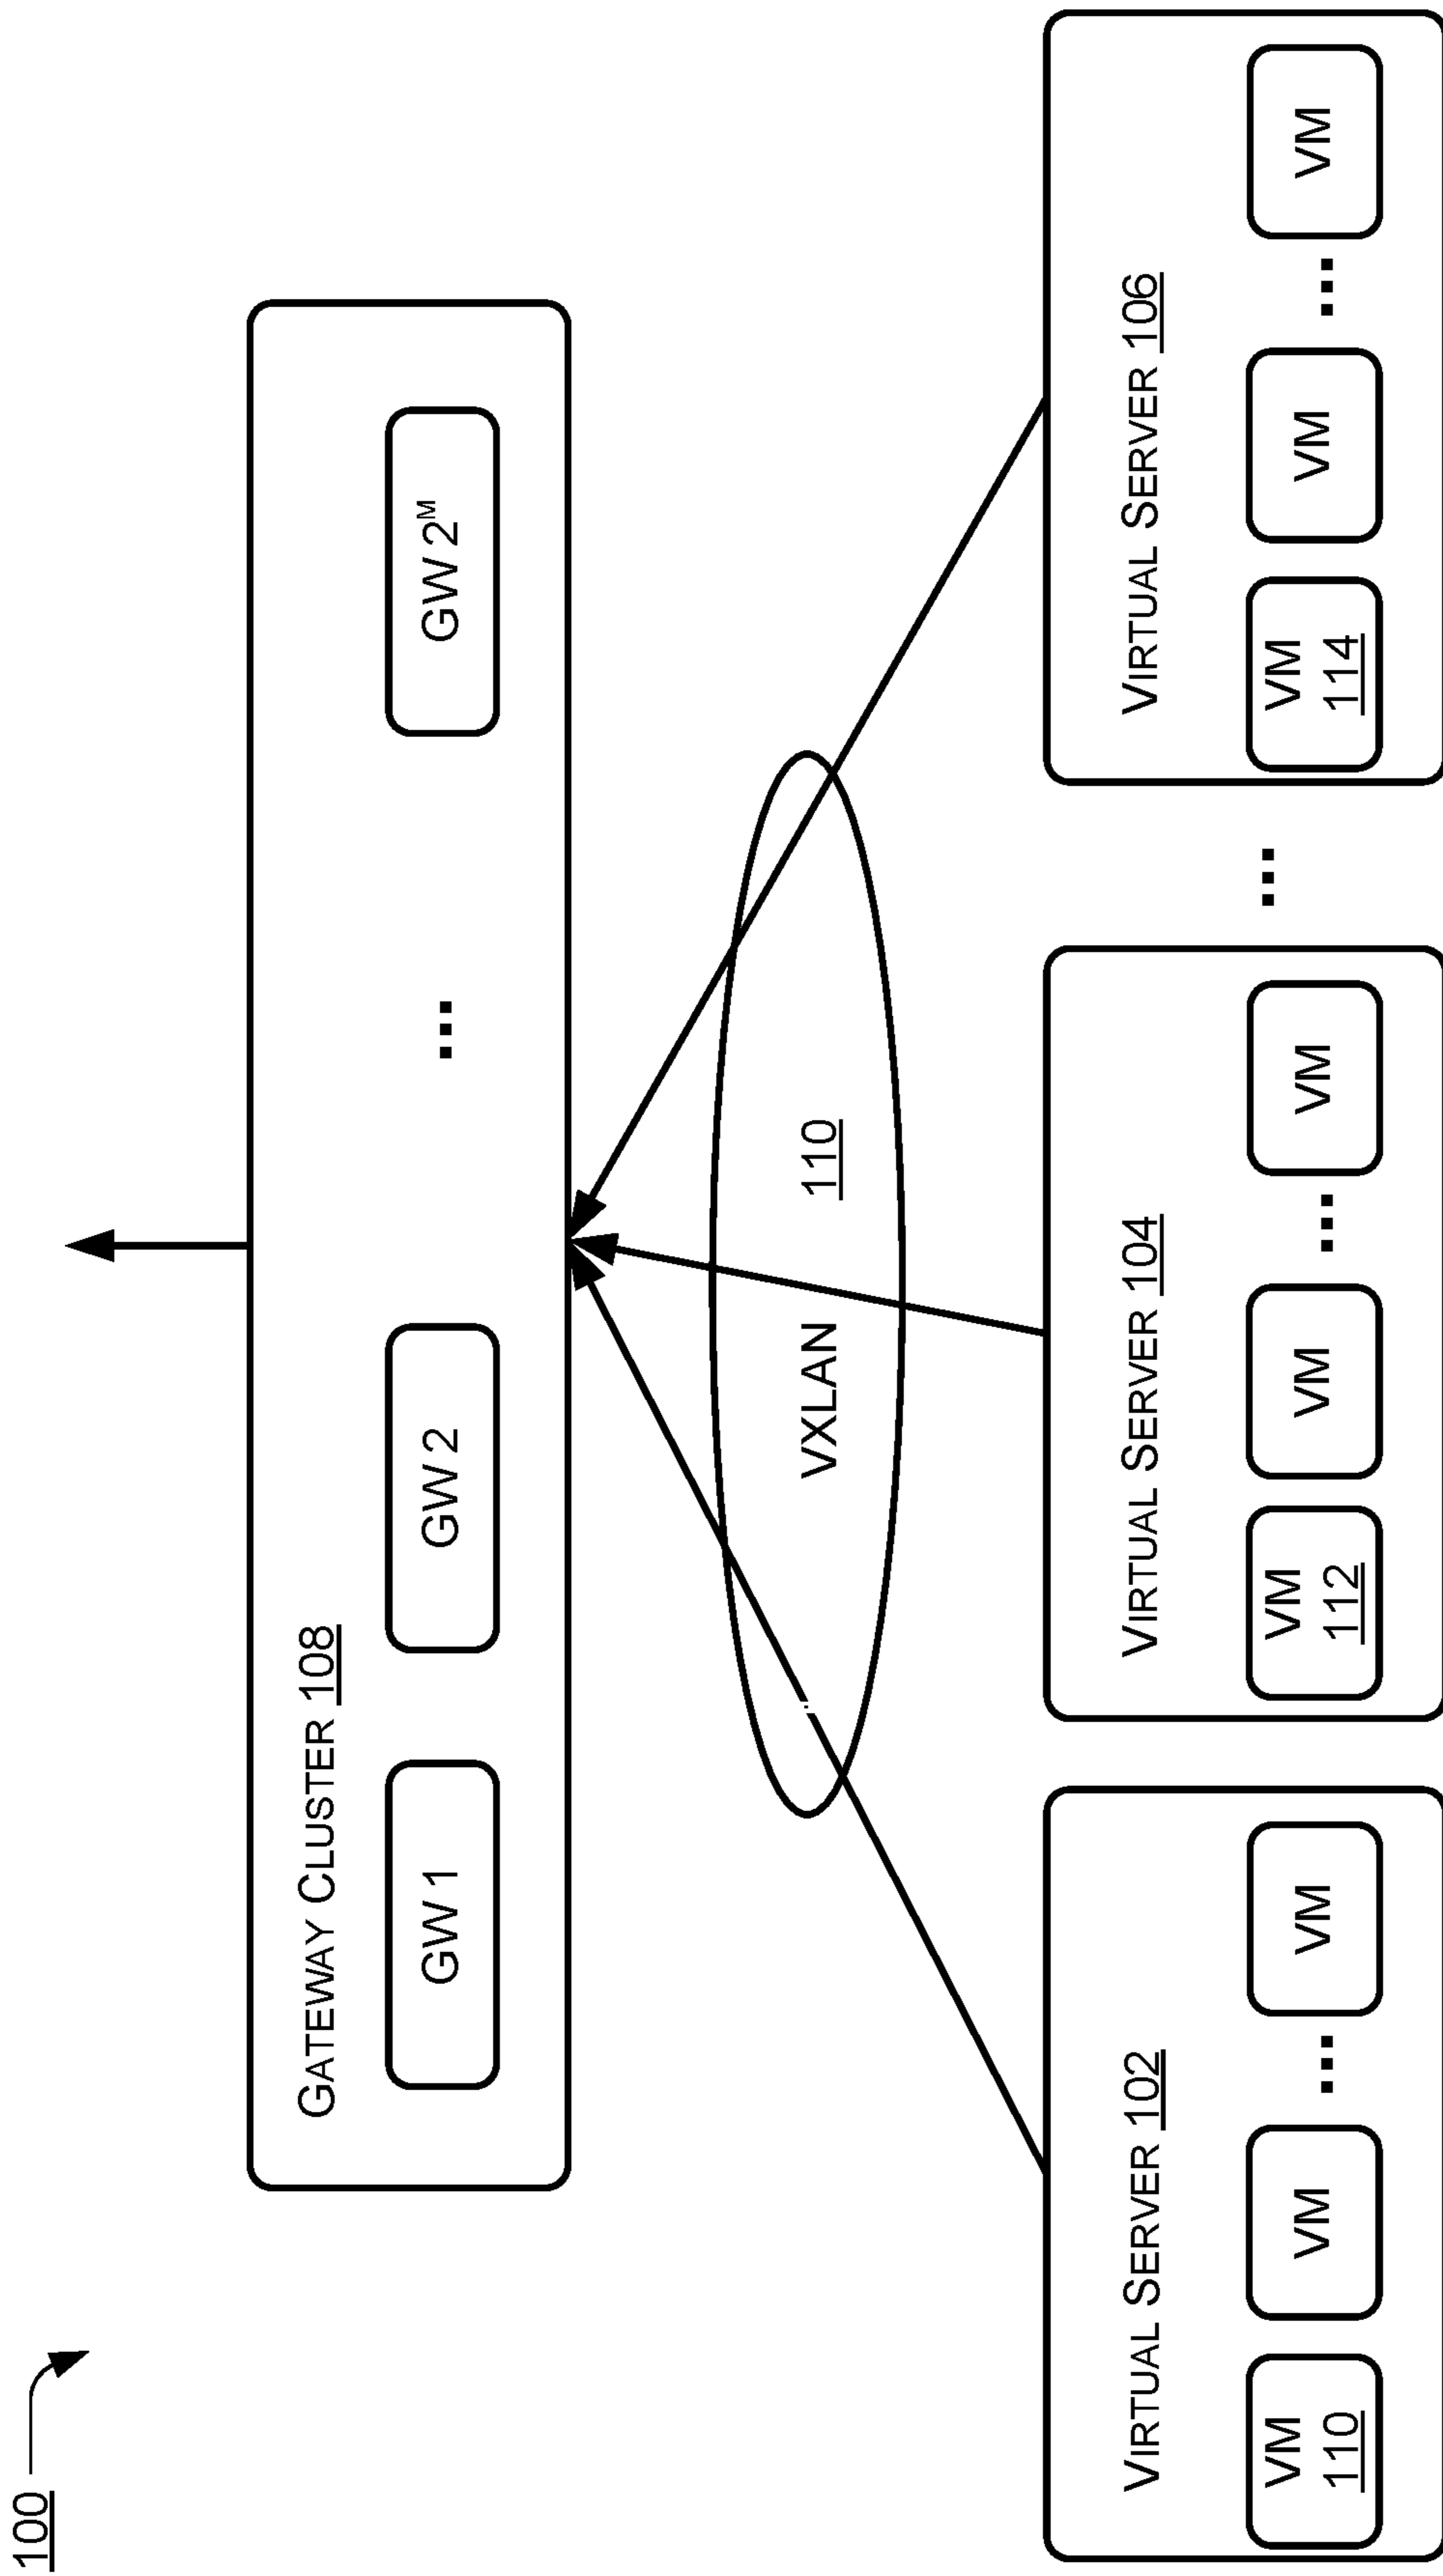 100
GATEWAY CLUSTER 108
GW 1
GW 2
...
GW 2ᴹ
VXLAN 110
VIRTUAL SERVER 102
VM
110
VM
...
VM
VIRTUAL SERVER 104
VM
112
VM
...
VM
...
VIRTUAL SERVER 106
VM
114
VM
...
VM